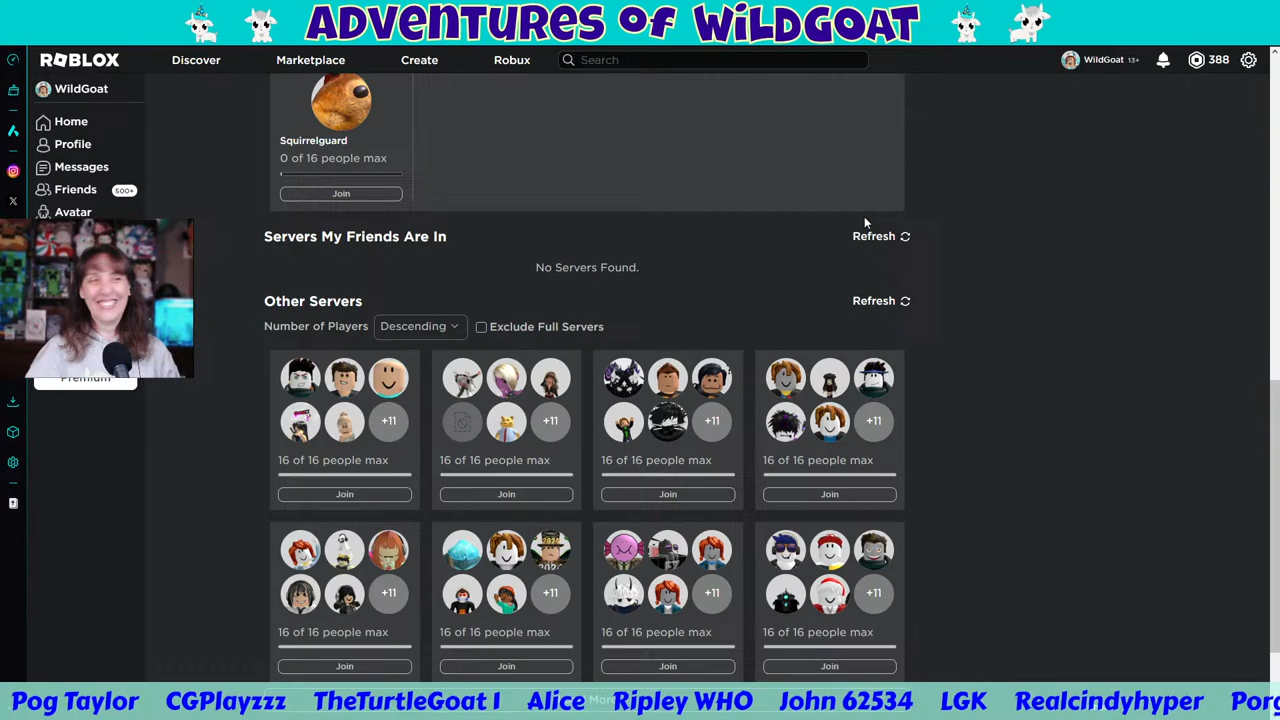 ADVENTURES OF WILDGOAT
ROBLOX Discover Marketplace Create Robux Search WildGoat 13+ 388
WildGoat
Home
Profile
Messages
Friends 500+
Avatar
Premium
Squirrelguard
0 of 16 people max
Join
Servers My Friends Are In Refresh
No Servers Found.
Other Servers Refresh
Number of Players Descending Exclude Full Servers
+11 +11 +11 +11
16 of 16 people max 16 of 16 people max 16 of 16 people max 16 of 16 people max
Join Join Join Join
2024
+11 +11 +11 +11
16 of 16 people max 16 of 16 people max 16 of 16 people max 16 of 16 people max
Join Join Join Join
Pog Taylor CGPlayzzz TheTurtleGoat 1 Alice Ripley WHO John 62534 LGK Realcindyhyper Porg